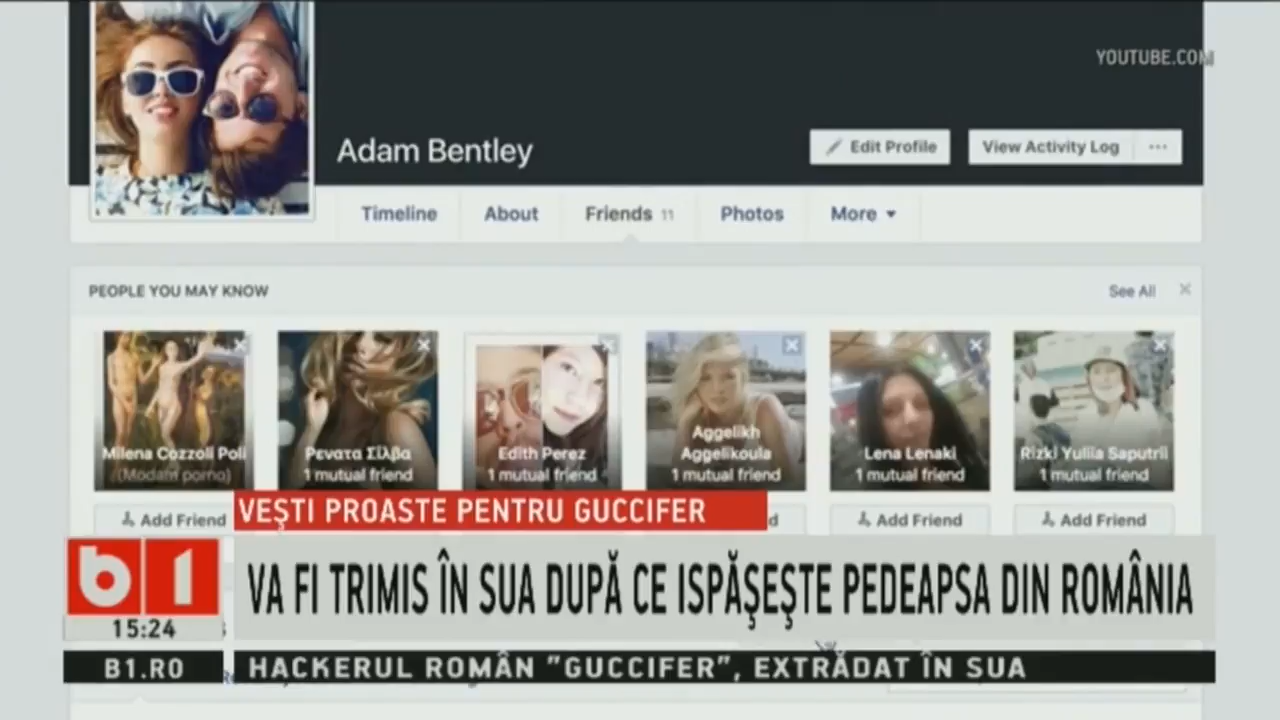 YOUTUBE.COM
Adam Bentley
Edit Profile
View Activity Log
Timeline
About
Friends 11
Photos
More
PEOPLE YOU MAY KNOW
See All
Milena Cozzoli Poli
(Modami porno)
Ρενατα Σίλβα
1 mutual friend
Edith Perez
1 mutual friend
Aggelikh
Aggelikoula
1 mutual friend
Lena Lenaki
1 mutual friend
Rizki Yuliia Saputrii
1 mutual friend
Add Friend
Add Friend
Add Friend
VEŞTI PROASTE PENTRU GUCCIFER
b1
VA FI TRIMIS ÎN SUA DUPĂ CE ISPĂŞEŞTE PEDEAPSA DIN ROMÂNIA
15:24
B1.RO
HACKERUL ROMÂN "GUCCIFER", EXTRĂDAT ÎN SUA